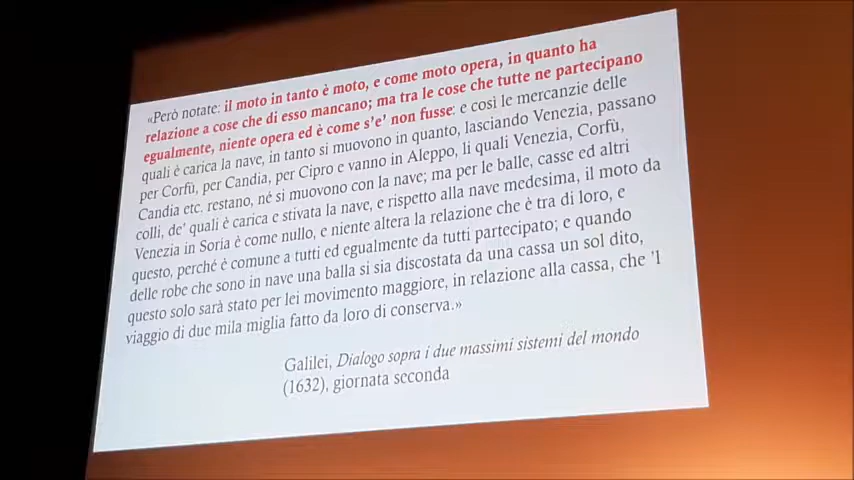 «Però notate: il moto in tanto è moto, e come moto opera, in quanto ha
relazione a cose che di esso mancano; ma tra le cose che tutte ne partecipano
egualmente, niente opera ed è come s'e' non fusse: e così le mercanzie delle
quali è carica la nave, in tanto si muovono in quanto, lasciando Venezia, passano
per Corfù, per Candia, per Cipro e vanno in Aleppo, li quali Venezia, Corfù,
Candia etc. restano, né si muovono con la nave; ma per le balle, casse ed altri
colli, de' quali è carica e stivata la nave, e rispetto alla nave medesima, il moto da
Venezia in Soria è come nullo, e niente altera la relazione che è tra di loro, e
questo, perché è comune a tutti ed egualmente da tutti è partecipato; e quando
delle robe che sono in nave una balla si sia discostata da una cassa un sol dito,
questo solo sarà stato per lei movimento maggiore, in relazione alla cassa, che 'l
viaggio di due mila miglia fatto da loro di conserva.»
Galilei, Dialogo sopra i due massimi sistemi del mondo
(1632), giornata seconda